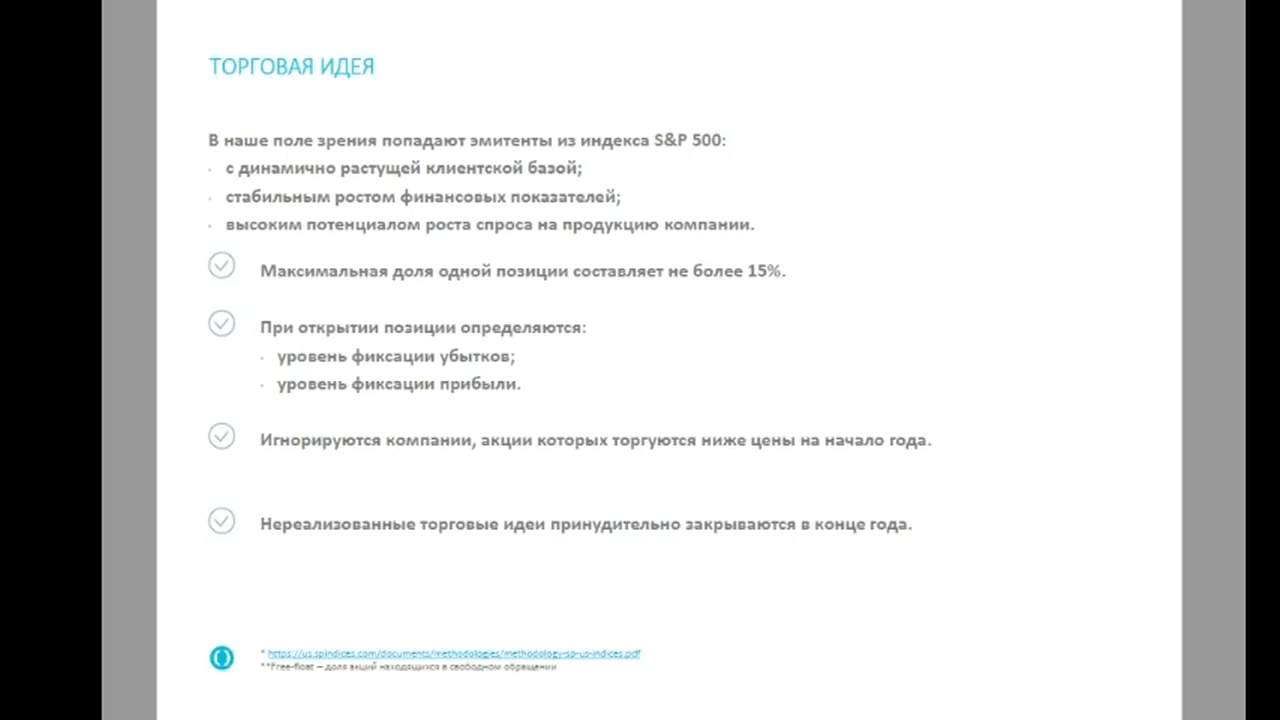 ТОРГОВАЯ ИДЕЯ
В наше поле зрения попадают эмитенты из индекса S&P 500:
· с динамично растущей клиентской базой;
· стабильным ростом финансовых показателей;
· высоким потенциалом роста спроса на продукцию компании.
Максимальная доля одной позиции составляет не более 15%.
При открытии позиции определяются:
· уровень фиксации убытков;
· уровень фиксации прибыли.
Игнорируются компании, акции которых торгуются ниже цены на начало года.
Нереализованные торговые идеи принудительно закрываются в конце года.
* https://us.spindices.com/documents/methodologies/methodology-sp-us-indices.pdf
**Free-float – доля акций находящихся в свободном обращении